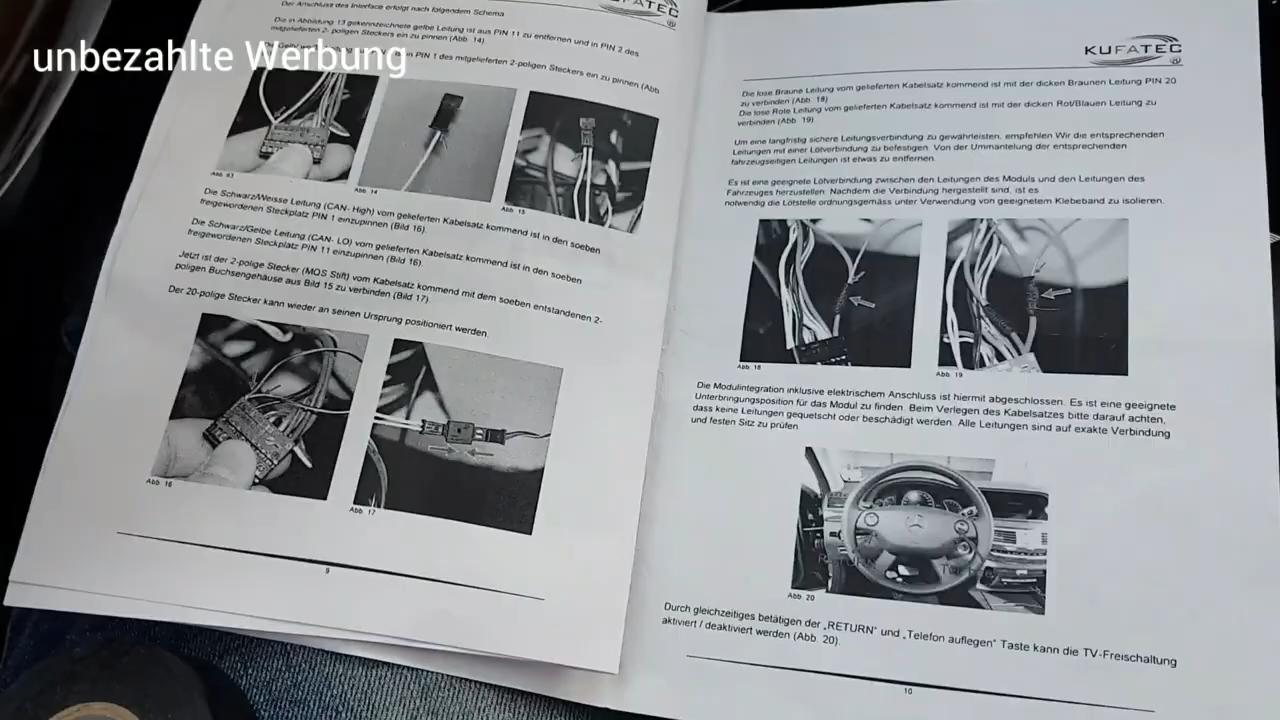 unbezahlte Werbung
Der Anschluss des Interface erfolgt nach folgendem Schema
Die in Abbildung 13 gekennzeichnete gelbe Leitung ist aus PIN 11 zu entfernen und in PIN 2 des
mitgelieferten 2- poligen Steckers ein zu pinnen (Abb. 14)
in PIN 1 des mitgelieferten 2-poligen Steckers ein zu pinnen (Abb
Abb. 14
Abb. 15
Die Schwarz/Weisse Leitung (CAN- High) vom gelieferten Kabelsatz kommend ist in den soeben
freigewordenen Steckplatz PIN 1 einzupinnen (Bild 16).
Die Schwarz/Gelbe Leitung (CAN- LO) vom gelieferten Kabelsatz kommend ist in den soeben
freigewordenen Steckplatz PIN 11 einzupinnen (Bild 16).
Jetzt ist der 2-polige Stecker (MQS Stift) vom Kabelsatz kommend mit dem soeben entstandenen 2-
poligen Buchsengehäuse aus Bild 15 zu verbinden (Bild 17).
Der 20-polige Stecker kann wieder an seinen Ursprung positioniert werden.
Abb. 16
Abb. 17
9
KUFATEC
Die lose Braune Leitung vom gelieferten Kabelsatz kommend ist mit der dicken Braunen Leitung PIN 20
zu verbinden (Abb. 18)
Die lose Rote Leitung vom gelieferten Kabelsatz kommend ist mit der dicken Rot/Blauen Leitung zu
verbinden (Abb. 19)
Um eine langfristig sichere Leitungsverbindung zu gewährleisten, empfehlen Wir die entsprechenden
Leitungen mit einer Lötverbindung zu befestigen. Von der Ummantelung der entsprechenden
fahrzeugseitigen Leitungen ist etwas zu entfernen.
Es ist eine geeignete Lötverbindung zwischen den Leitungen des Moduls und den Leitungen des
Fahrzeuges herzustellen. Nachdem die Verbindung hergestellt sind, ist es
notwendig die Lötstelle ordnungsgemäss unter Verwendung von geeignetem Klebeband zu isolieren.
Abb. 18
Abb. 19
Die Modulintegration inklusive elektrischem Anschluss ist hiermit abgeschlossen. Es ist eine geeignete
Unterbringungsposition für das Modul zu finden. Beim Verlegen des Kabelsatzes bitte darauf achten,
dass keine Leitungen gequetscht oder beschädigt werden. Alle Leitungen sind auf exakte Verbindung
und festen Sitz zu prüfen.
Abb. 20
Durch gleichzeitiges betätigen der „RETURN" und „Telefon auflegen" Taste kann die TV-Freischaltung
aktiviert / deaktiviert werden (Abb. 20).
10